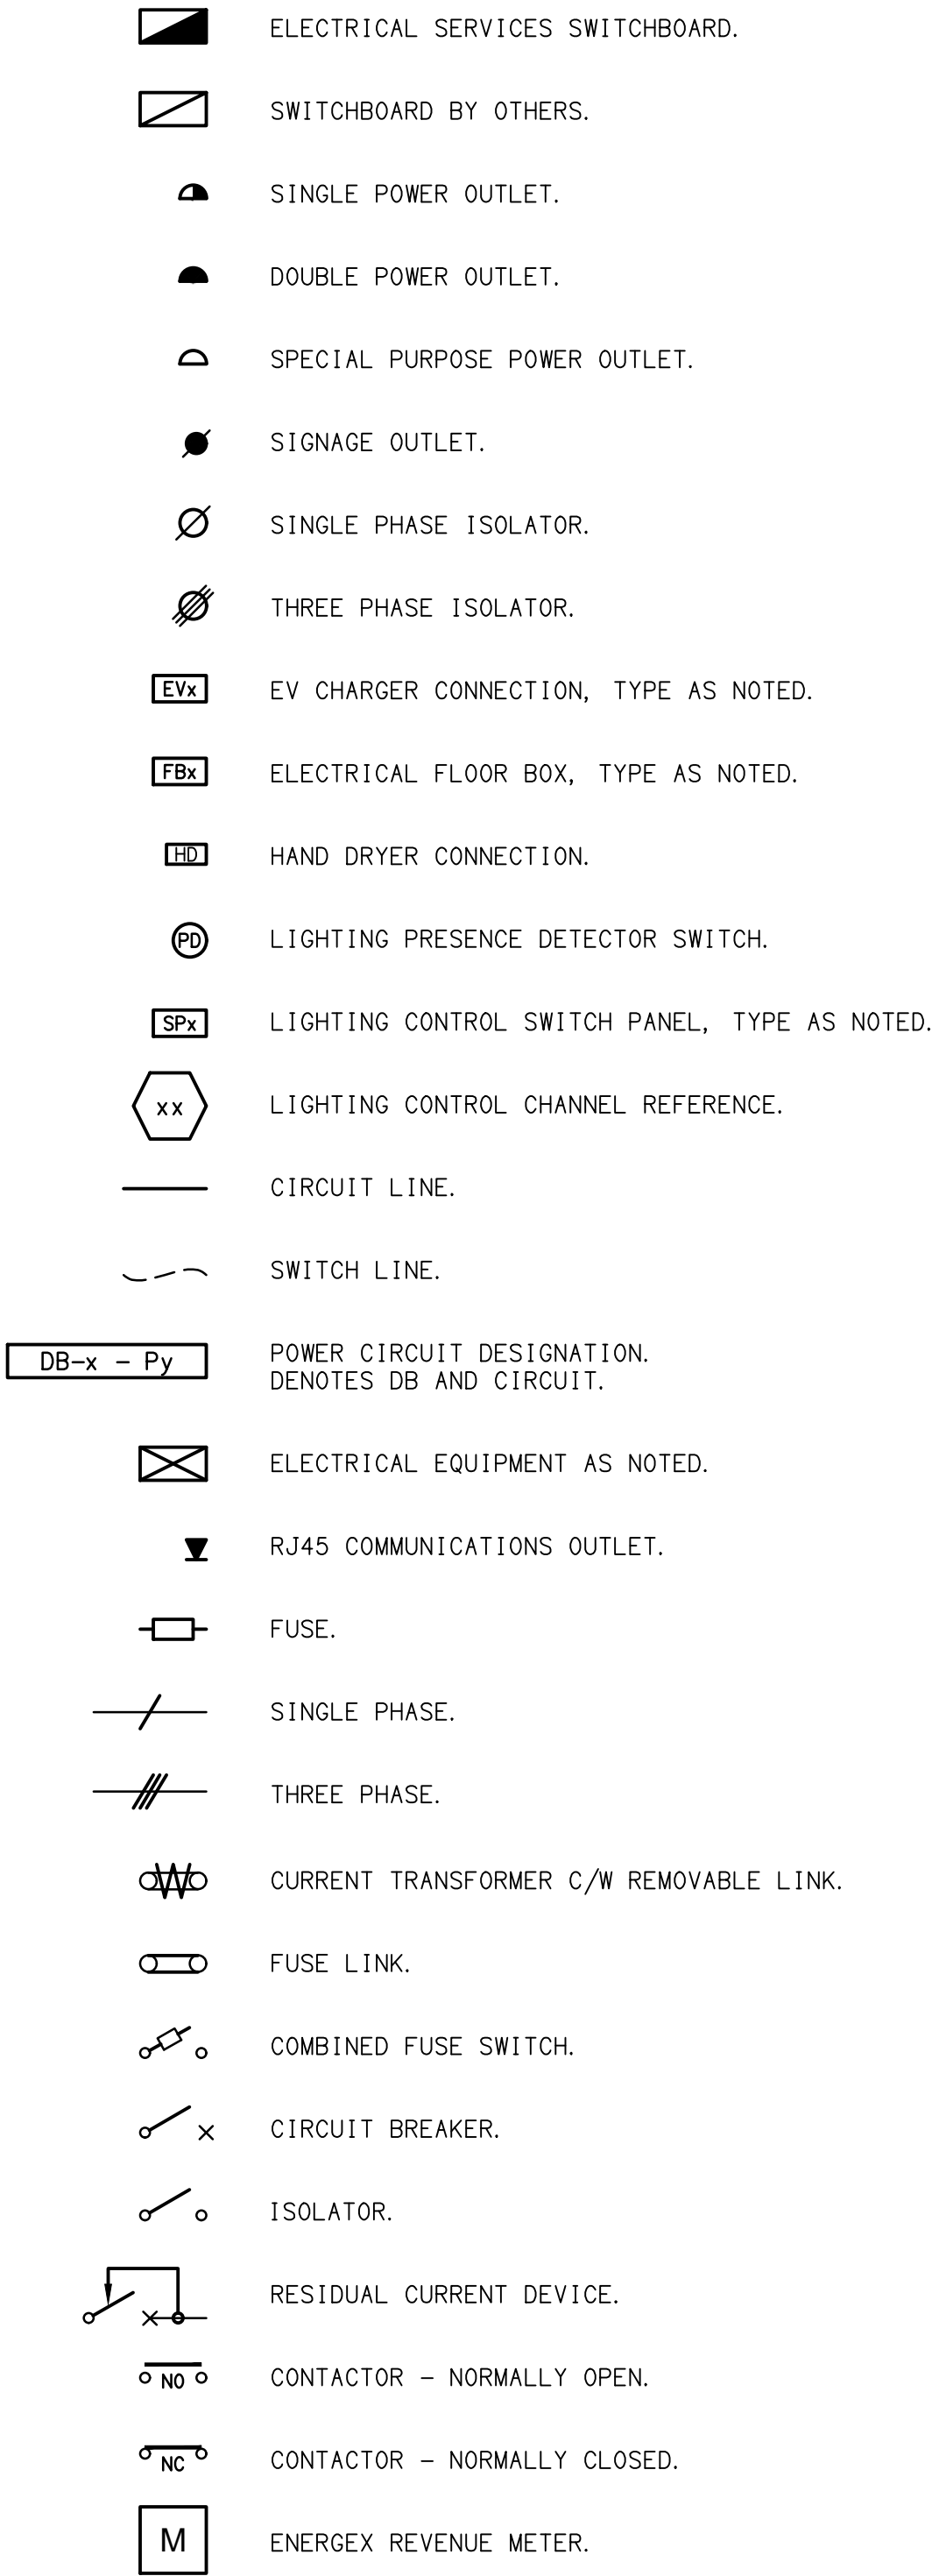 ELECTRICAL SERVICES SWITCHBOARD.
SWITCHBOARD BY OTHERS.
SINGLE POWER OUTLET.
DOUBLE POWER OUTLET.
SPECIAL PURPOSE POWER OUTLET.
SIGNAGE OUTLET.
SINGLE PHASE ISOLATOR.
THREE PHASE ISOLATOR.
EVx EV CHARGER CONNECTION, TYPE AS NOTED.
FBx ELECTRICAL FLOOR BOX, TYPE AS NOTED.
HD HAND DRYER CONNECTION.
PD LIGHTING PRESENCE DETECTOR SWITCH.
SPx LIGHTING CONTROL SWITCH PANEL, TYPE AS NOTED.
xx LIGHTING CONTROL CHANNEL REFERENCE.
CIRCUIT LINE.
SWITCH LINE.
DB-x - Py POWER CIRCUIT DESIGNATION.
DENOTES DB AND CIRCUIT.
ELECTRICAL EQUIPMENT AS NOTED.
RJ45 COMMUNICATIONS OUTLET.
FUSE.
SINGLE PHASE.
THREE PHASE.
CURRENT TRANSFORMER C/W REMOVABLE LINK.
FUSE LINK.
COMBINED FUSE SWITCH.
CIRCUIT BREAKER.
ISOLATOR.
RESIDUAL CURRENT DEVICE.
NO CONTACTOR - NORMALLY OPEN.
NC CONTACTOR - NORMALLY CLOSED.
M ENERGEX REVENUE METER.